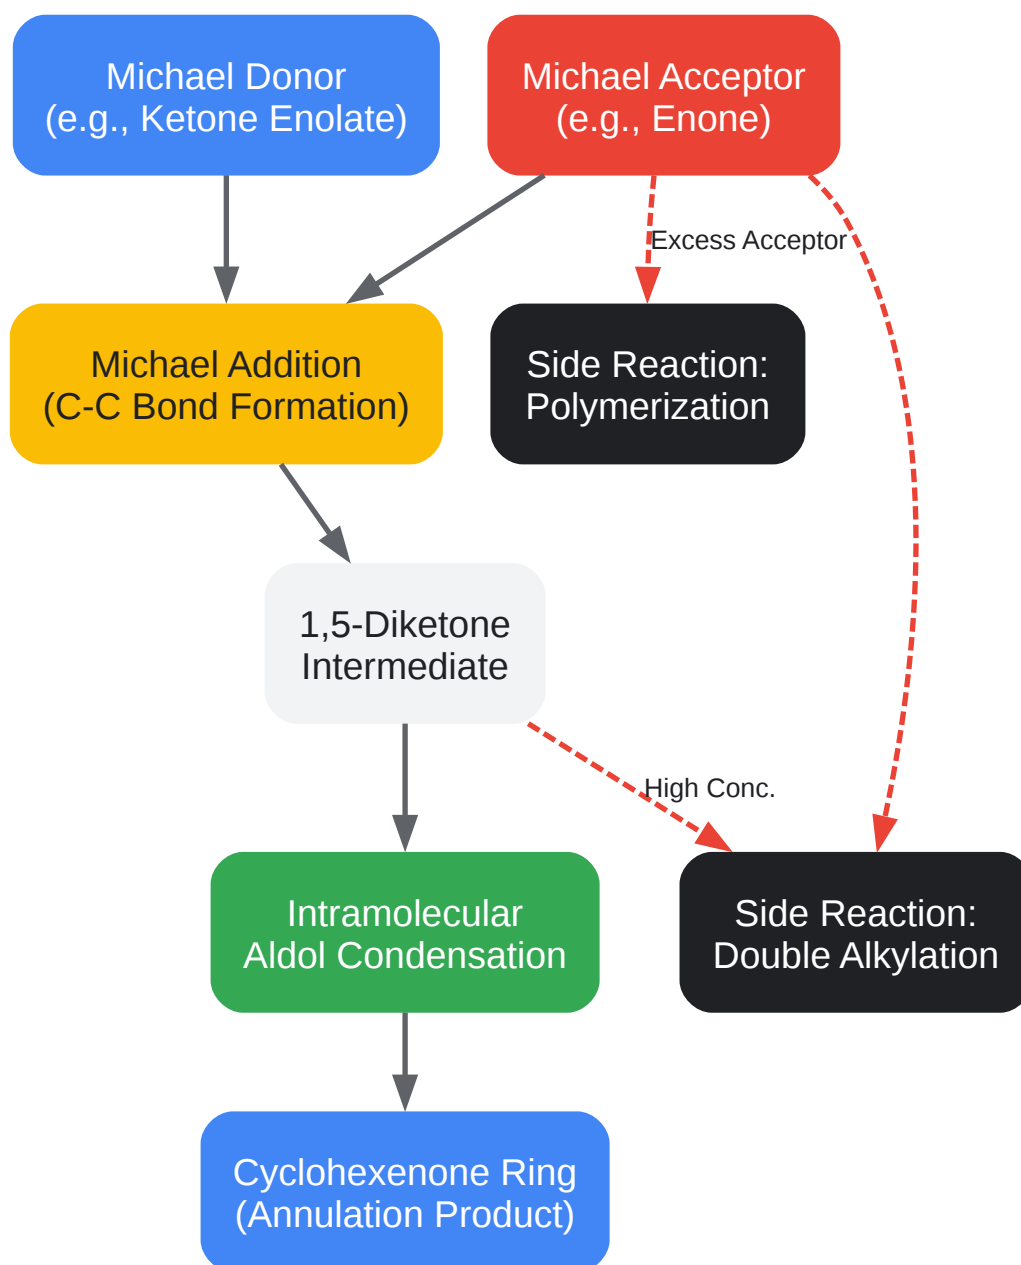 Michael Donor
(e.g., Ketone Enolate)
Michael Acceptor
(e.g., Enone)
Excess Acceptor
Michael Addition
(C-C Bond Formation)
Side Reaction:
Polymerization
1,5-Diketone
Intermediate
High Conc.
Intramolecular
Aldol Condensation
Side Reaction:
Double Alkylation
Cyclohexenone Ring
(Annulation Product)